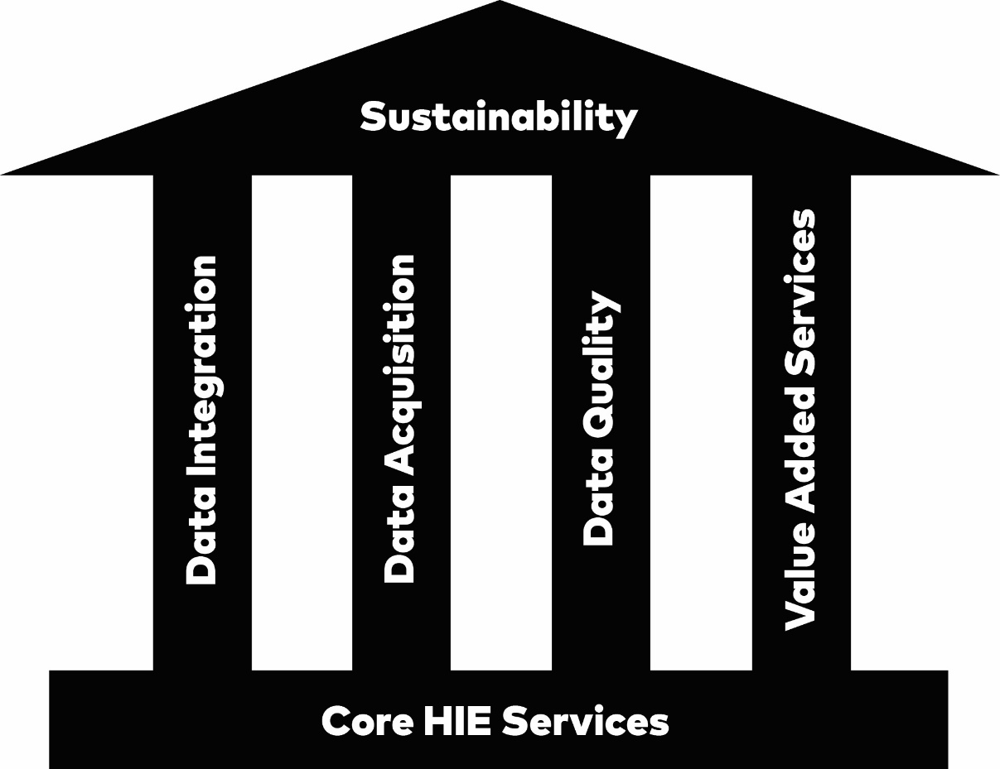 Sustainability
Data Integration
Data Acquisition
Data Quality
Value Added Services
Core HIE Services